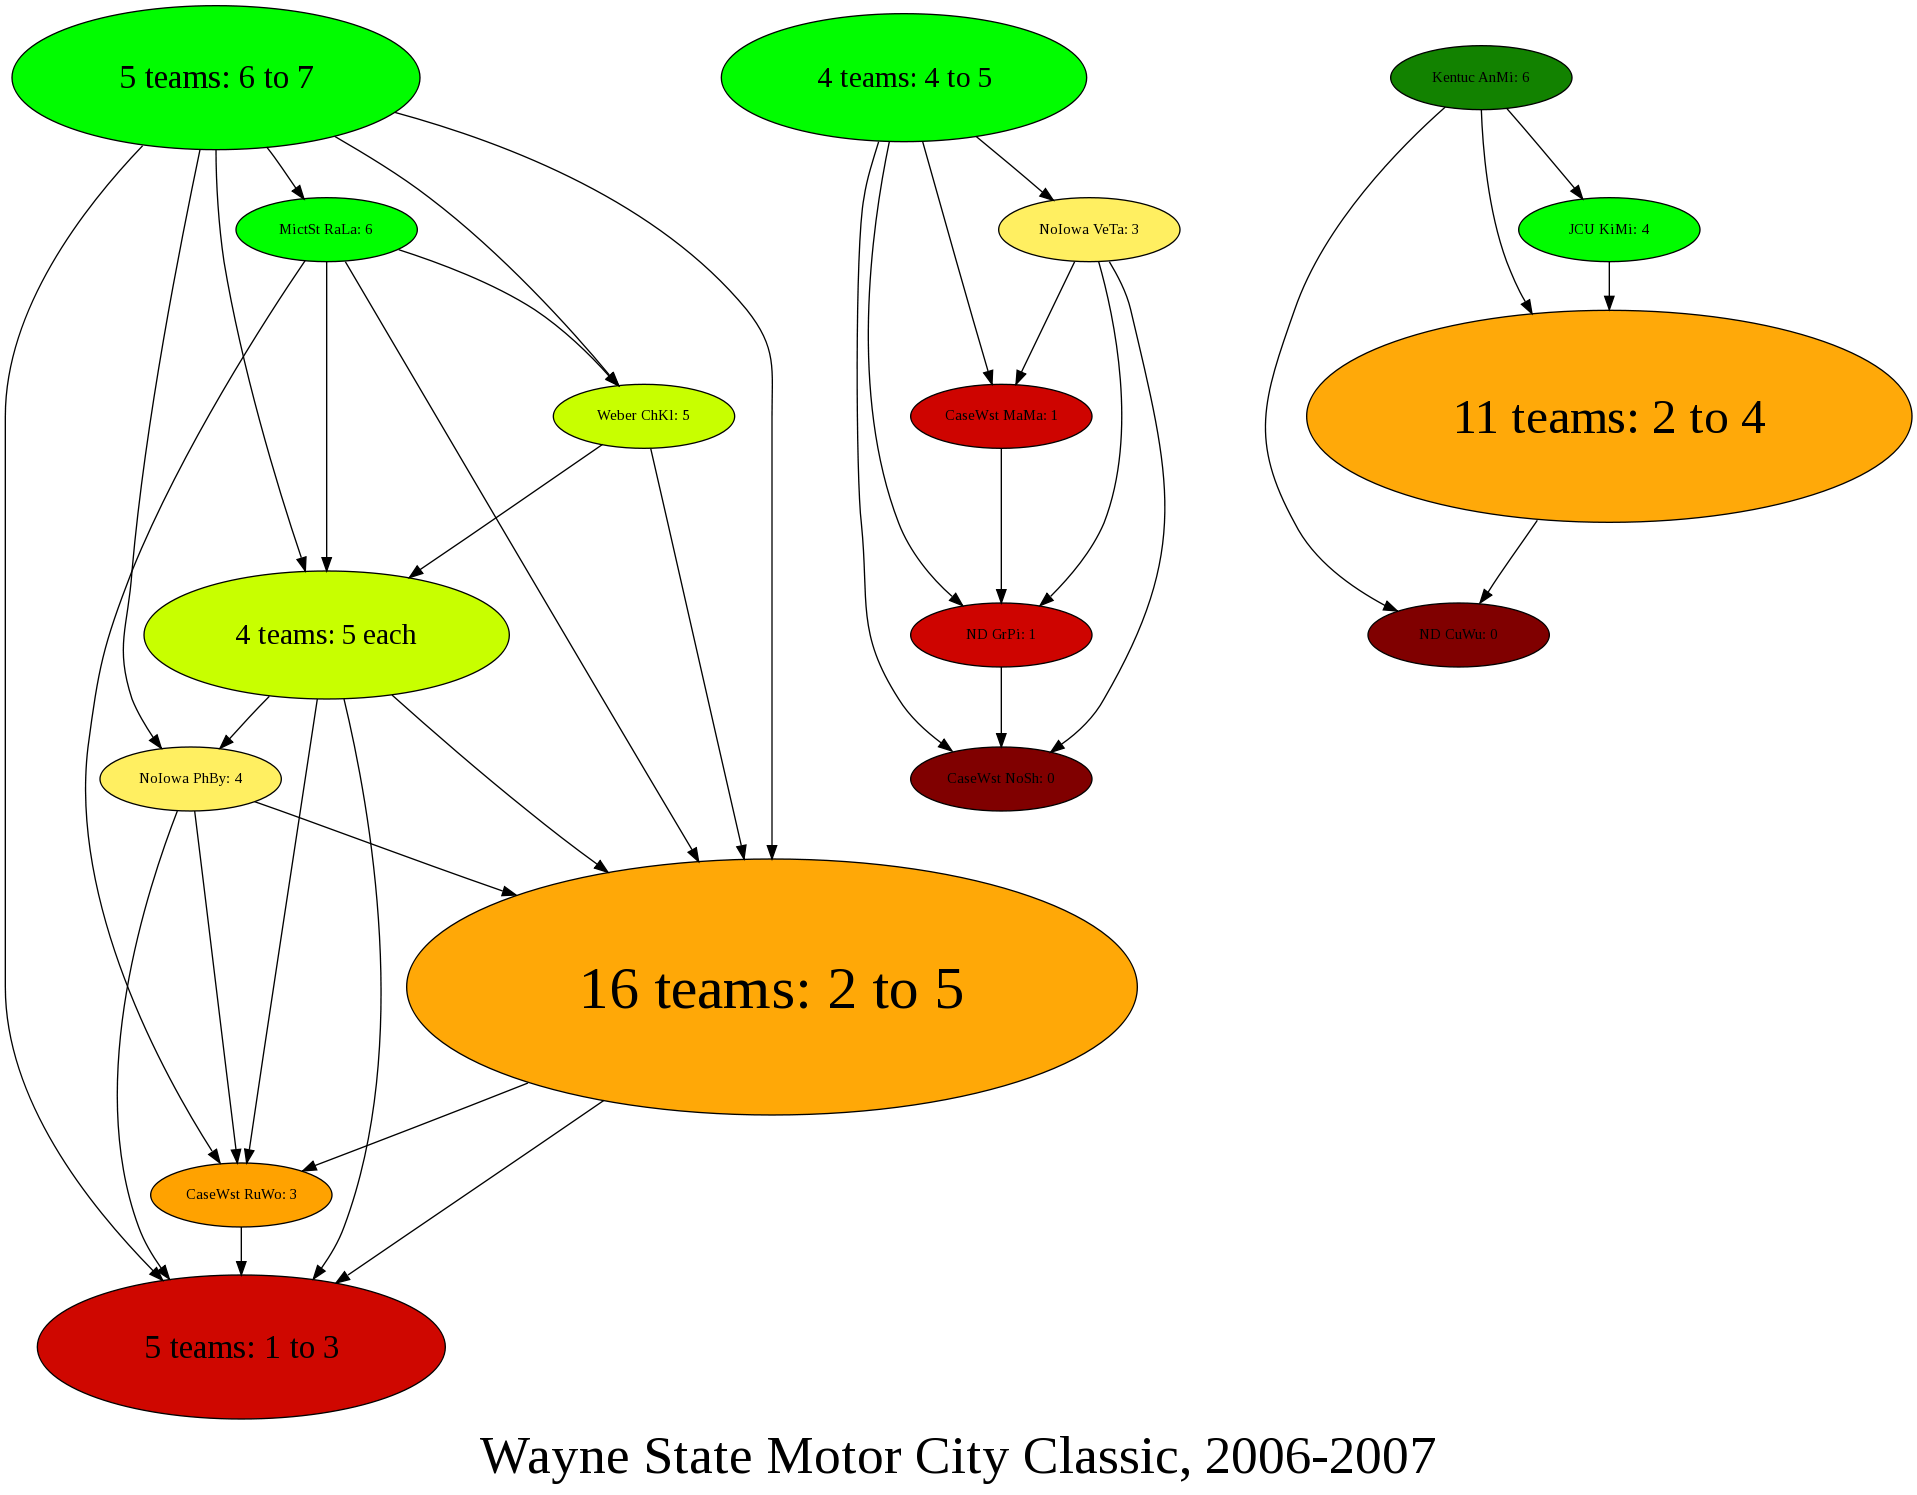 5 teams: 6 to 7
4 teams: 4 to 5
Kentuc AnMi: 6
MictSt RaLa: 6
NoIowa VeTa: 3
JCU KiMi: 4
Weber ChKl: 5
CaseWst MaMa: 1
11 teams: 2 to 4
4 teams: 5 each
ND GrPi: 1
ND CuWu: 0
NoIowa PhBy: 4
CaseWst NoSh: 0
16 teams: 2 to 5
CaseWst RuWo: 3
5 teams: 1 to 3
Wayne State Motor City Classic, 2006-2007